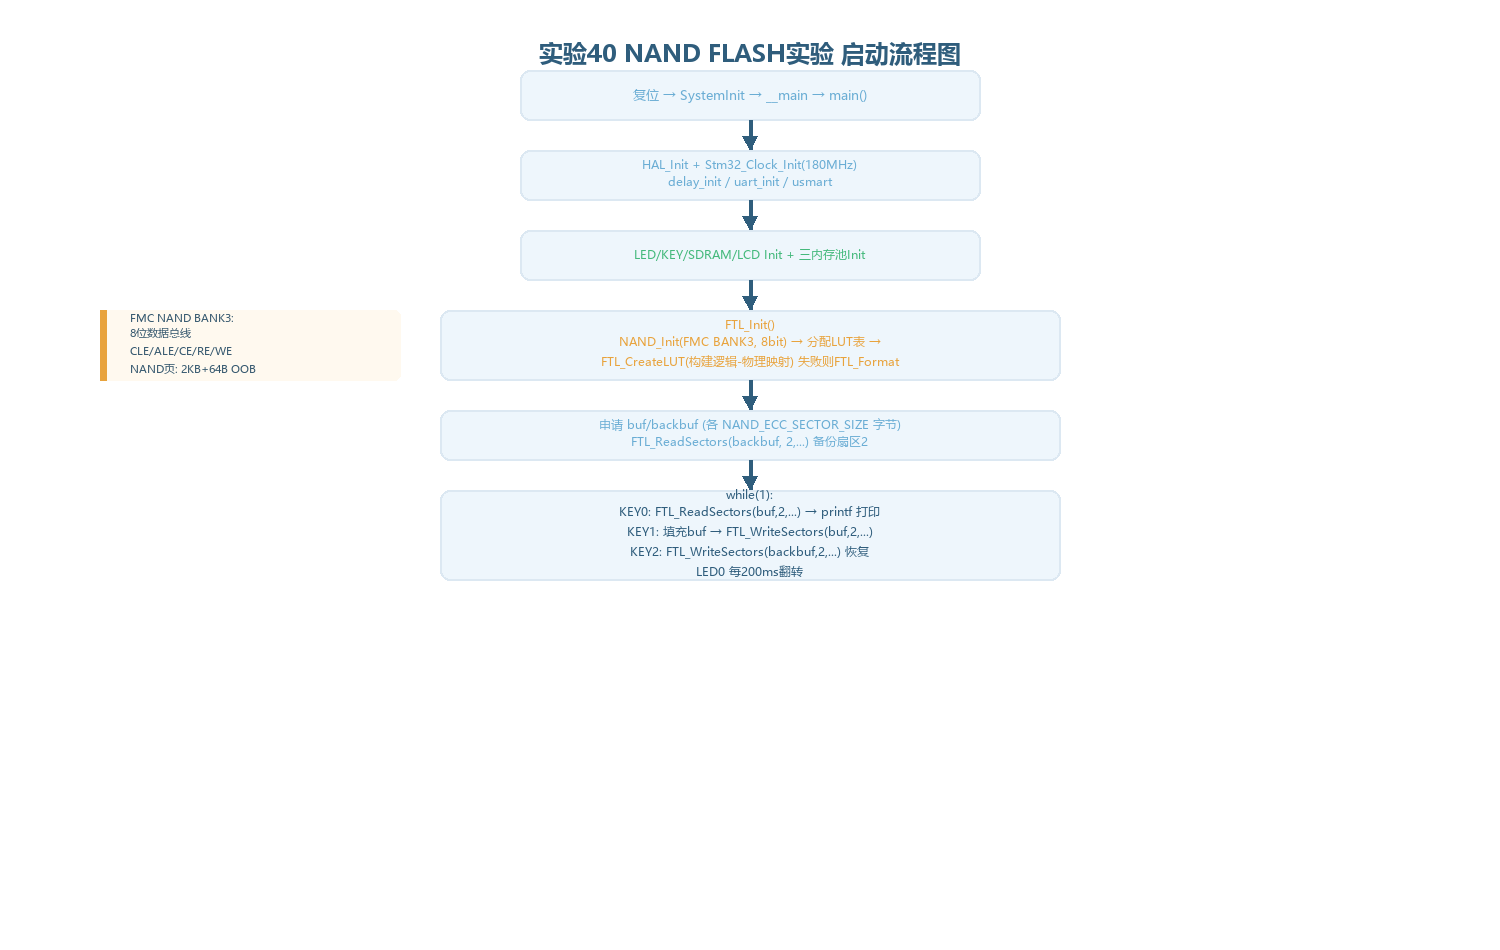 实验40 NAND FLASH实验 启动流程图
复位 → SystemInit → __main → main()
HAL_Init + Stm32_Clock_Init(180MHz)
delay_init / uart_init / usmart
LED/KEY/SDRAM/LCD Init + 三内存池Init
FMC NAND BANK3:
8位数据总线
CLE/ALE/CE/RE/WE
NAND页: 2KB+64B OOB
FTL_Init()
NAND_Init(FMC BANK3, 8bit) → 分配LUT表 →
FTL_CreateLUT(构建逻辑-物理映射) 失败则FTL_Format
申请 buf/backbuf (各 NAND_ECC_SECTOR_SIZE 字节)
FTL_ReadSectors(backbuf, 2,...) 备份扇区2
while(1):
KEY0: FTL_ReadSectors(buf,2,...) → printf 打印
KEY1: 填充buf → FTL_WriteSectors(buf,2,...)
KEY2: FTL_WriteSectors(backbuf,2,...) 恢复
LED0 每200ms翻转